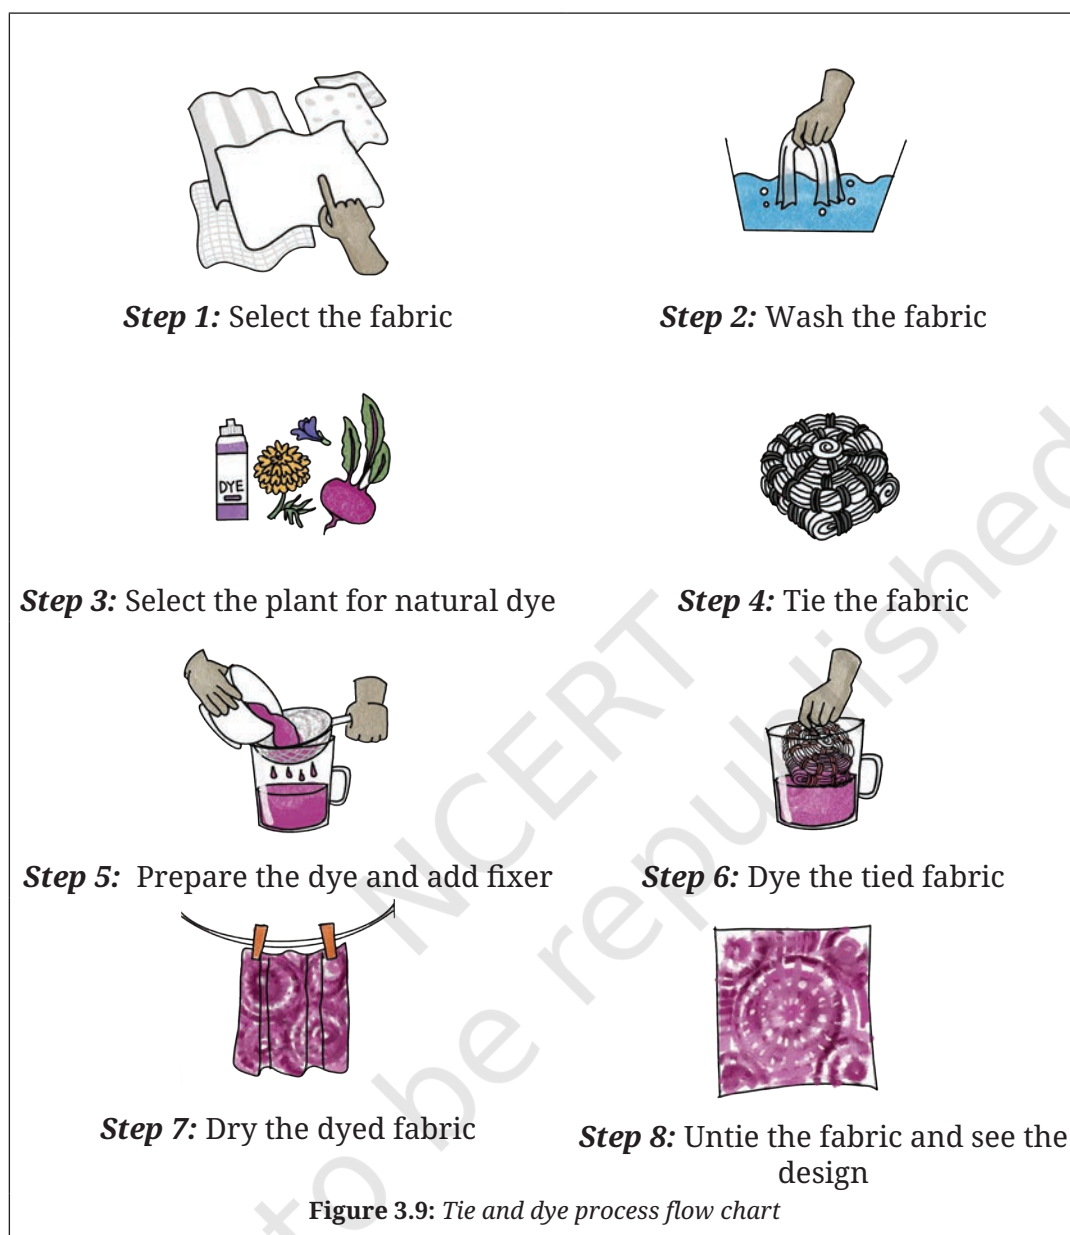 Step 1: Select the fabric
Step 2: Wash the fabric
DYE
Step 3: Select the plant for natural dye
Step 4: Tie the fabric
Step 5: Prepare the dye and add fixer
Step 6: Dye the tied fabric
Step 7: Dry the dyed fabric
Step 8: Untie the fabric and see the
design
Figure 3.9: Tie and dye process flow chart
NCERT
to be republished